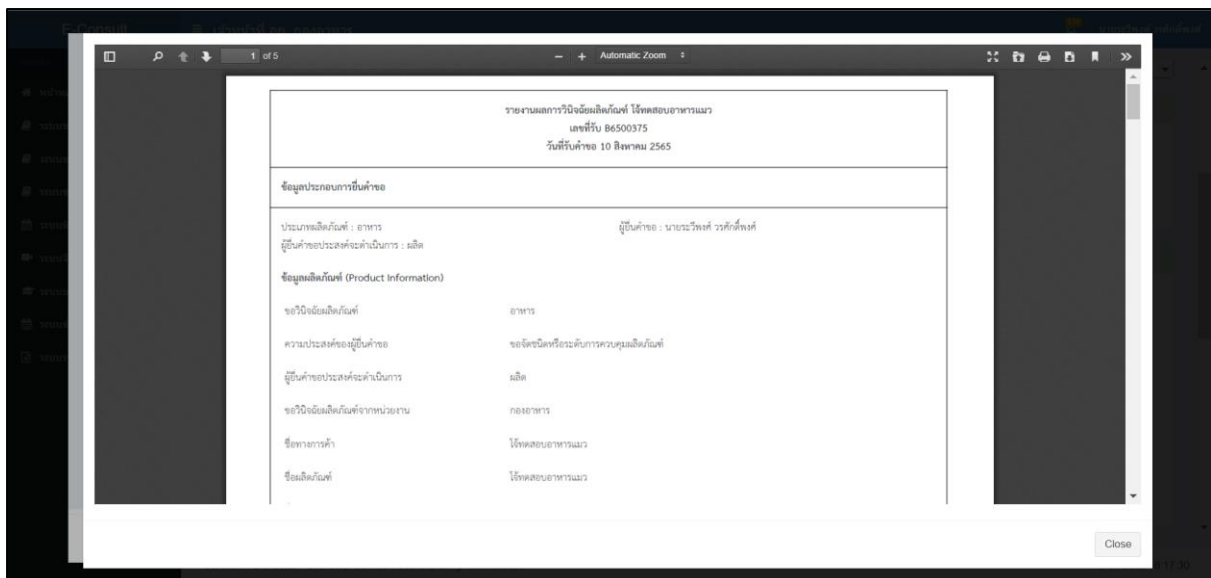 E-Consult
1 of 5
Automatic Zoom
รายงานผลการวินิจฉัยผลิตภัณฑ์ โจ้ทดสอบอาหารแมว
เลขที่รับ B6500375
วันที่รับคำขอ 10 สิงหาคม 2565
ข้อมูลประกอบการยื่นคำขอ
ประเภทผลิตภัณฑ์ : อาหาร ผู้ยื่นคำขอ : นายระวีพงศ์ วรศักดิ์พงศ์
ผู้ยื่นคำขอประสงค์จะดำเนินการ : ผลิต
ข้อมูลผลิตภัณฑ์ (Product Information)
ขอวินิจฉัยผลิตภัณฑ์ อาหาร
ความประสงค์ของผู้ยื่นคำขอ ขอจัดชนิดหรือระดับการควบคุมผลิตภัณฑ์
ผู้ยื่นคำขอประสงค์จะดำเนินการ ผลิต
ขอวินิจฉัยผลิตภัณฑ์จากหน่วยงาน กองอาหาร
ชื่อทางการค้า โจ้ทดสอบอาหารแมว
ชื่อผลิตภัณฑ์ โจ้ทดสอบอาหารแมว
Close